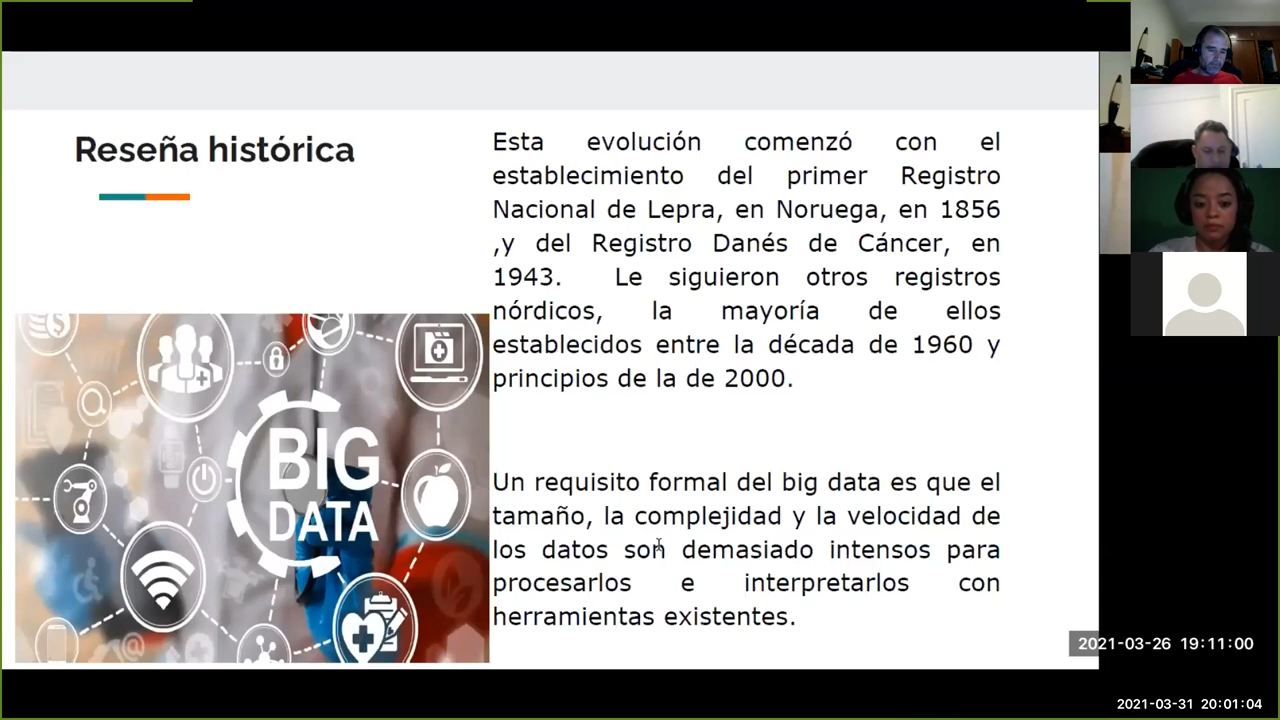 Reseña histórica
Esta evolución comenzó con el
establecimiento del primer Registro
Nacional de Lepra, en Noruega, en 1856
,y del Registro Danés de Cáncer, en
1943. Le siguieron otros registros
nórdicos, la mayoría de ellos
establecidos entre la década de 1960 y
principios de la de 2000.
BIG
DATA
Un requisito formal del big data es que el
tamaño, la complejidad y la velocidad de
los datos son demasiado intensos para
procesarlos e interpretarlos con
herramientas existentes.
2021-03-26 19:11:00
2021-03-31 20:01:04